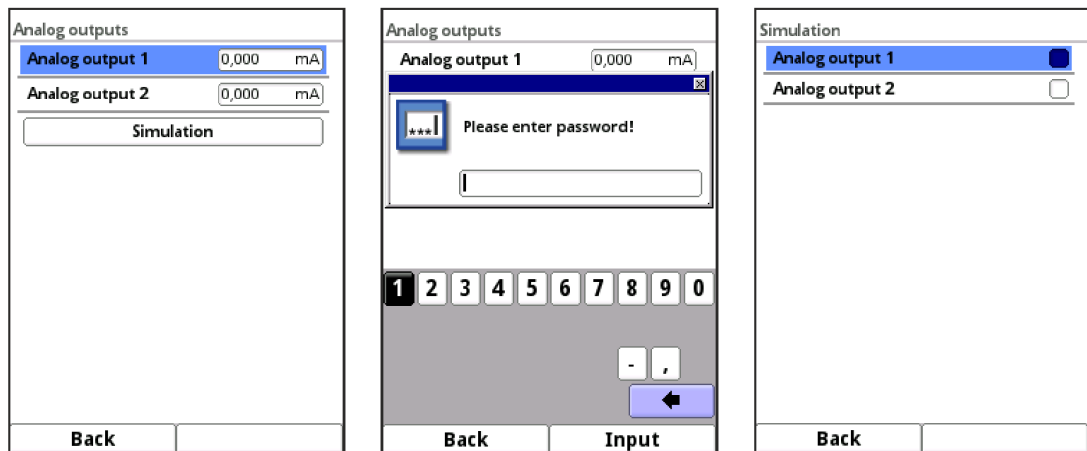 Analog outputs
Analog output 1 0,000 mA
Analog output 2 0,000 mA
Simulation
Back
Analog outputs
Analog output 1 0,000 mA
***
Please enter password!
1 2 3 4 5 6 7 8 9 0
- ,
Back Input
Simulation
Analog output 1
Analog output 2
Back